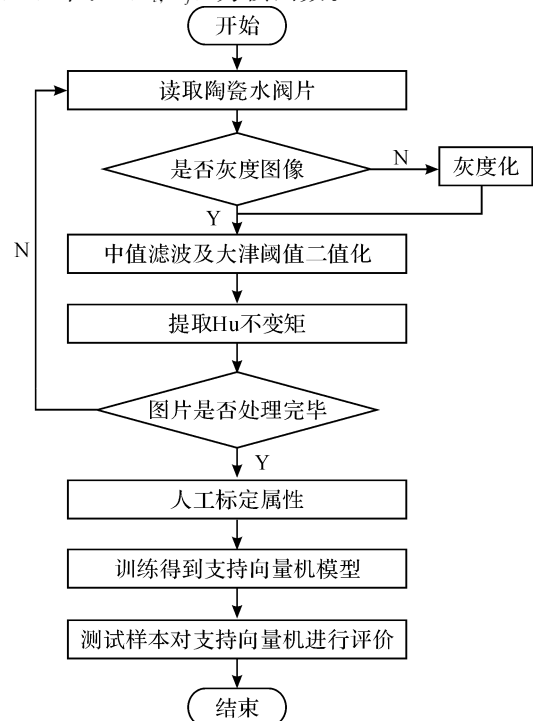 开始
读取陶瓷水阀片
是否灰度图像
N
灰度化
Y
中值滤波及大津阈值二值化
提取Hu不变矩
N
图片是否处理完毕
Y
人工标定属性
训练得到支持向量机模型
测试样本对支持向量机进行评价
结束